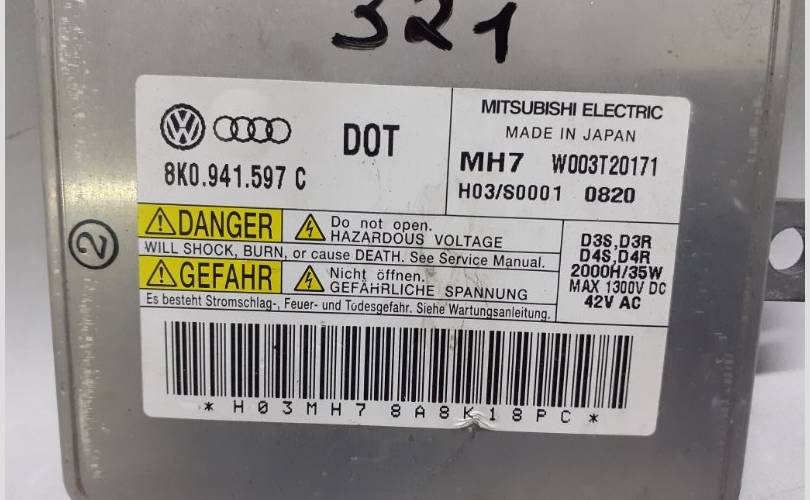 321
DOT
8K0.941.597 C
MITSUBISHI ELECTRIC
MADE IN JAPAN
MH7 W003T20171
H03/S0001 0820
2
DANGER
Do not open.
HAZARDOUS VOLTAGE
WILL SHOCK, BURN, or cause DEATH. See Service Manual.
GEFAHR
Nicht öffnen.
GEFÄHRLICHE SPANNUNG
Es besteht Stromschlag-, Feuer- und Todesgefahr. Siehe Wartungsanleitung.
D3S,D3R
D4S,D4R
2000H/35W
MAX 1300V DC
42V AC
*H03MH78A8K18PC*